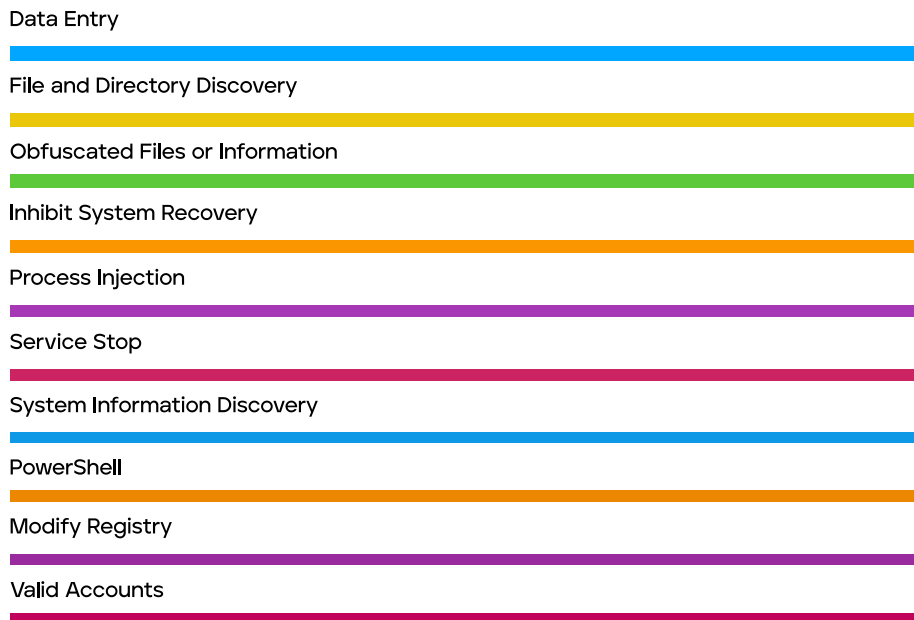 Data Entry
File and Directory Discovery
Obfuscated Files or Information
Inhibit System Recovery
Process Injection
Service Stop
System Information Discovery
PowerShell
Modify Registry
Valid Accounts